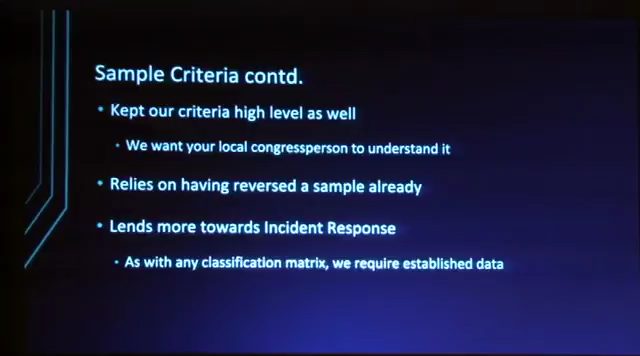 Sample Criteria contd.
• Kept our criteria high level as well
• We want your local congressperson to understand it
• Relies on having reversed a sample already
• Lends more towards Incident Response
• As with any classification matrix, we require established data